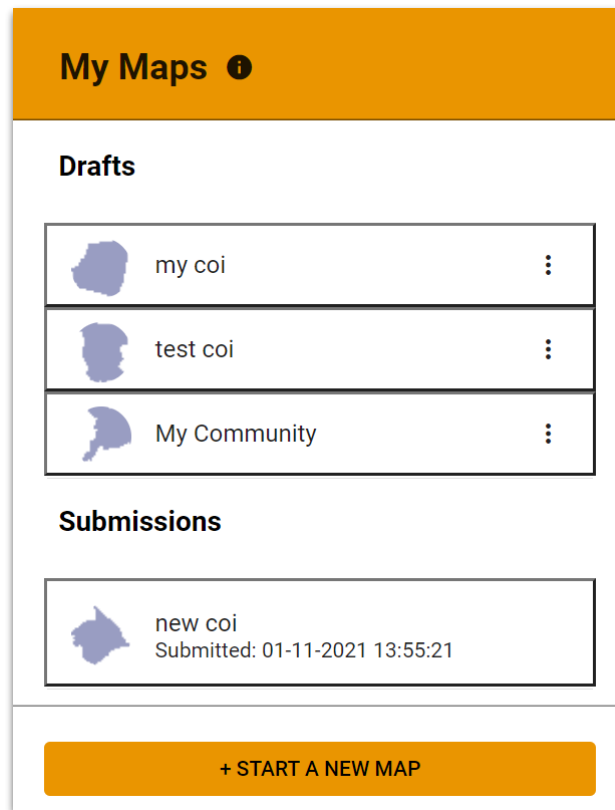 My Maps
Drafts
my coi
test coi
My Community
Submissions
new coi
Submitted: 01-11-2021 13:55:21
+ START A NEW MAP